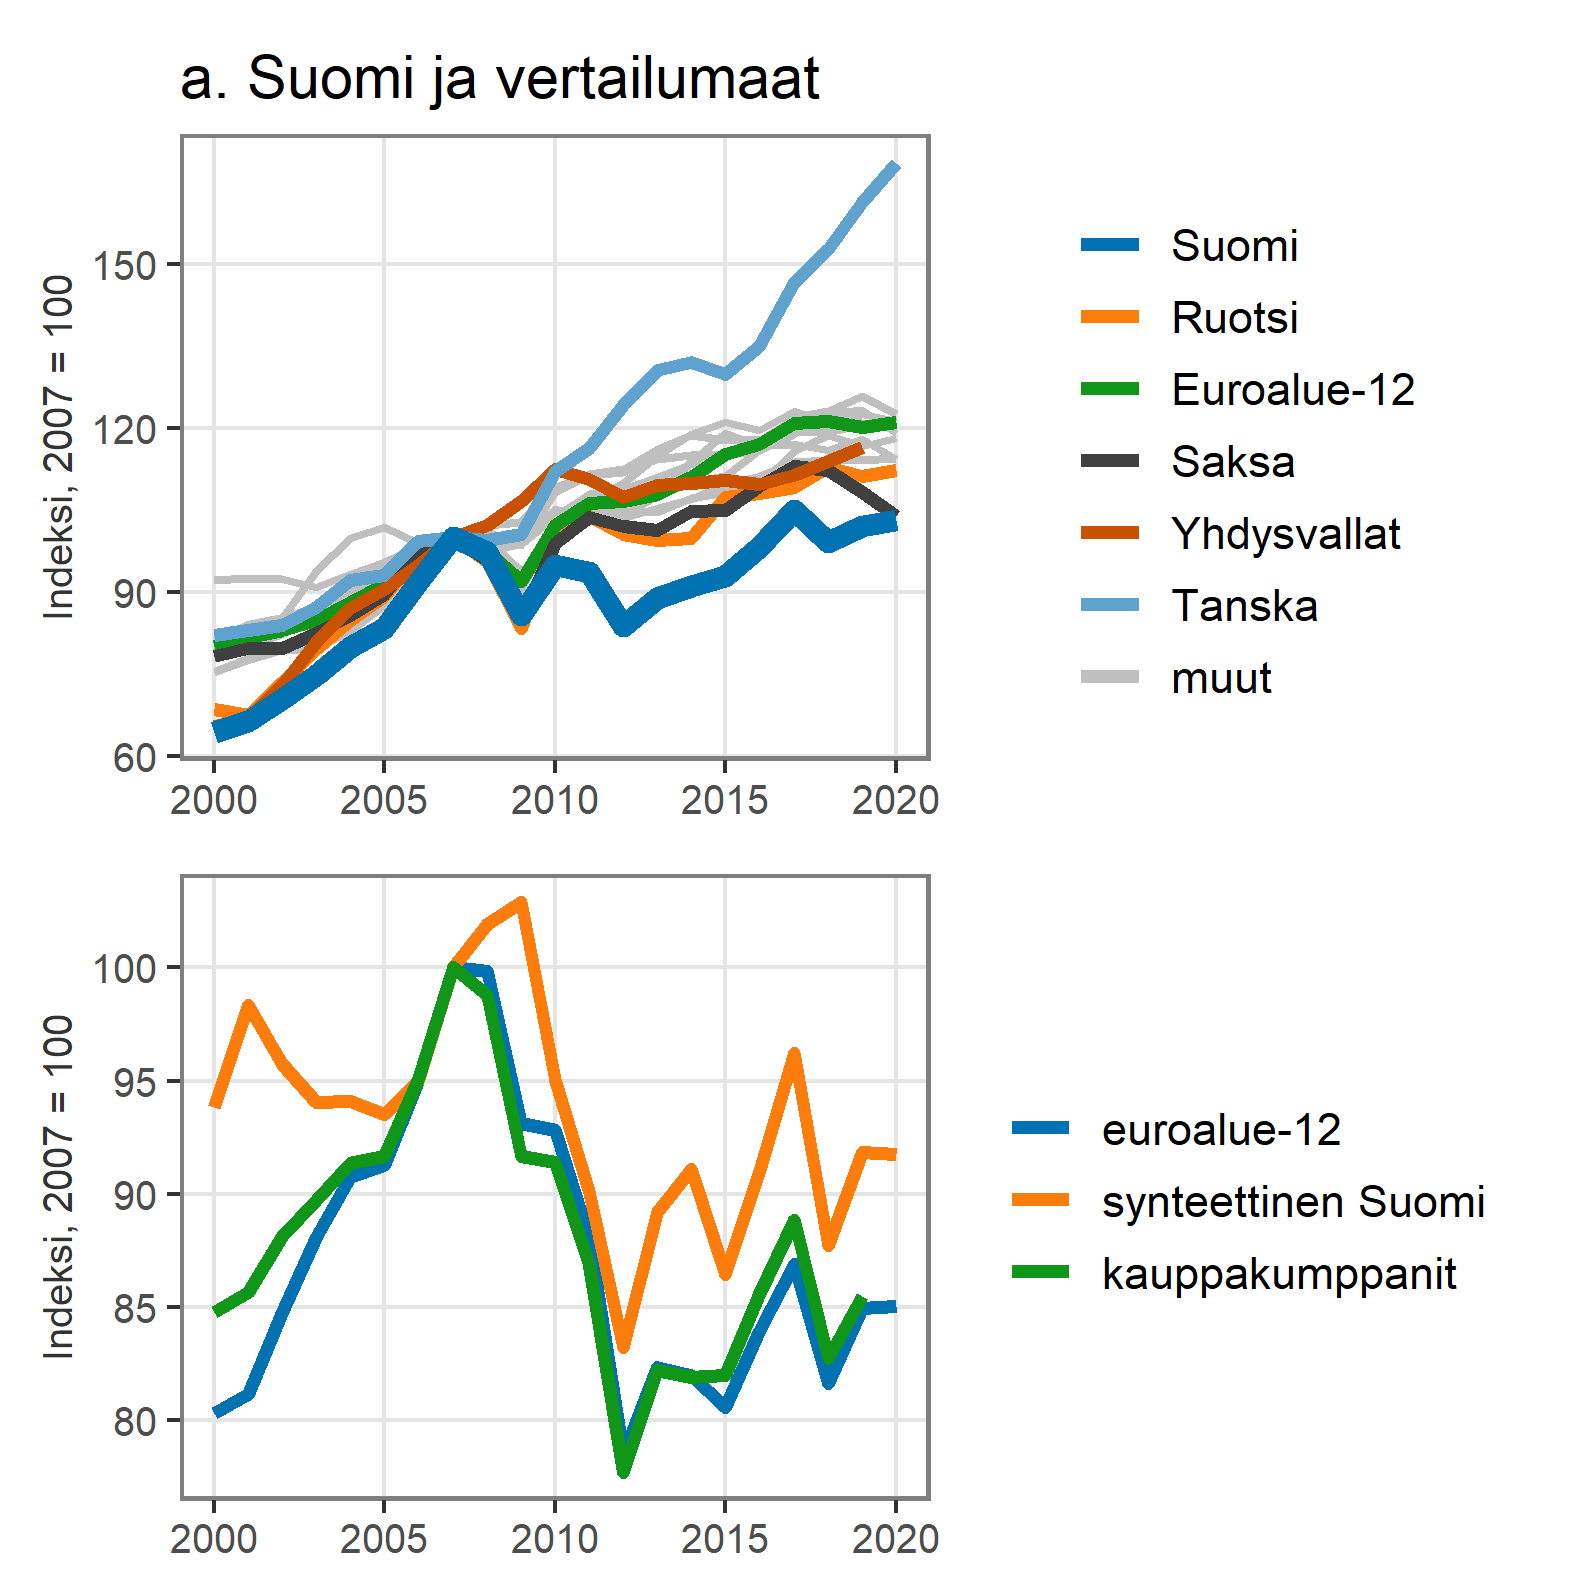 a. Suomi ja vertailumaat
Indeksi, 2007 = 100
150
120
90
60
2000 2005 2010 2015 2020
Suomi
Ruotsi
Euroalue-12
Saksa
Yhdysvallat
Tanska
muut
Indeksi, 2007 = 100
100
95
90
85
80
2000 2005 2010 2015 2020
euroalue-12
synteettinen Suomi
kauppakumppanit